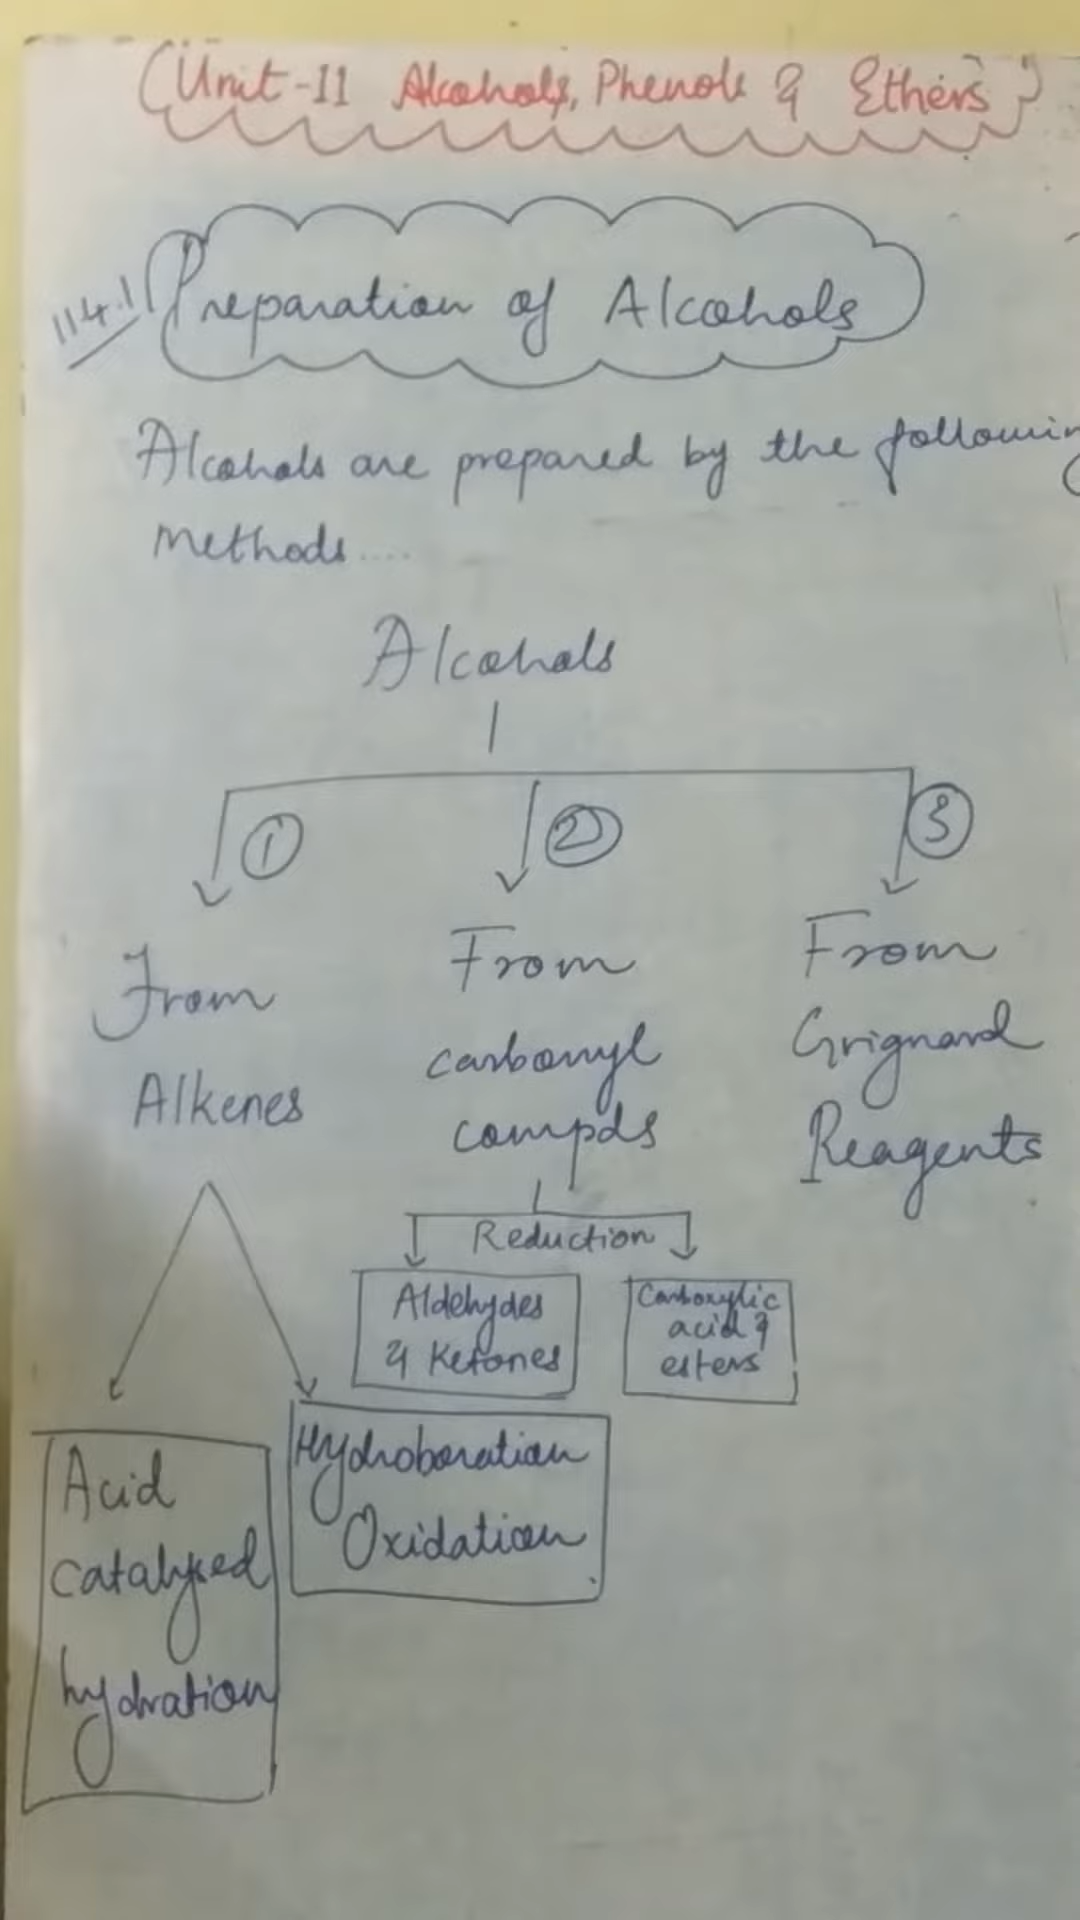 (Unit-11 Alcohols, Phenols & Ethers)
11.4.1 Preparation of Alcohols
Alcohols are prepared by the following
methods....
Alcohols
1 2 3
From
Alkenes
From
carbonyl
compds
From
Grignard
Reagents
Reduction
Aldehydes
& Ketones
Carboxylic
acid &
esters
Acid
catalysed
hydration
Hydroboration
Oxidation